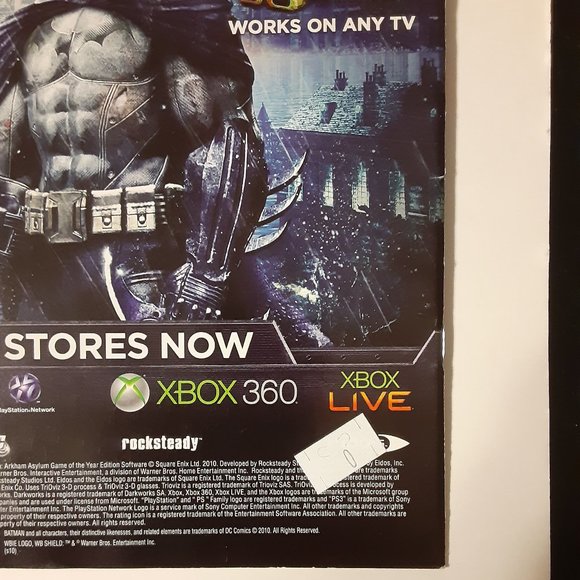 WORKS ON ANY TV
STORES NOW
PlayStation Network
XBOX 360
XBOX
LIVE
rocksteady
Arkham Asylum Game of the Year Edition Software © Square Enix Ltd. 2010. Developed by Rocksteady by Eidos, Inc.
Warner Bros. Interactive Entertainment, a division of Warner Bros. Home Entertainment Inc. Rocksteady and
Rocksteady Studios Ltd. Eidos and the Eidos logo are trademarks of Square Enix Ltd. The Square Enix logo is a
Enix Co. Uses TriOviz 3-D process & TriOviz 3-D glasses. Trioviz is a registered trademark of Trioviz SAS. TriOviz process is developed by
Darkworks. Darkworks is a registered trademark of Darkworks SA. Xbox, Xbox 360, Xbox LIVE, and the Xbox logos are trademarks of the Microsoft group
companies and are used under license from Microsoft. "PlayStation" and "PS" Family logo are registered trademarks and "PS3" is a trademark of Sony
Computer Entertainment Inc. The PlayStation Network Logo is a service mark of Sony Computer Entertainment Inc. All other trademarks and copyrights
property of their respective owners. The rating icon is a registered trademark of the Entertainment Software Association. All other trademarks are
property of their respective owners. All rights reserved.
BATMAN and all characters, their distinctive likenesses, and related elements are trademarks of DC Comics © 2010. All Rights Reserved.
WBIE LOGO, WB SHIELD: ™ & © Warner Bros. Entertainment Inc.
(s10)